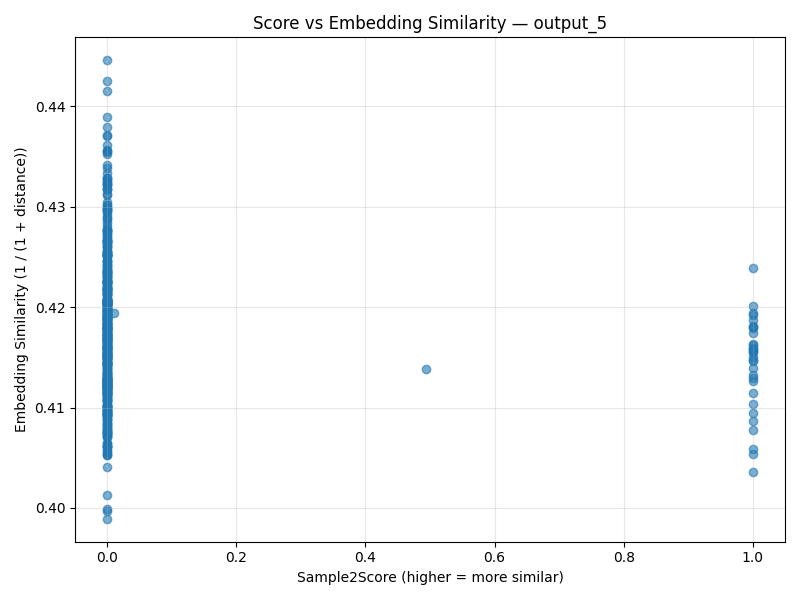 Score vs Embedding Similarity — output_5
Embedding Similarity (1 / (1 + distance))
0.44
0.43
0.42
0.41
0.40
0.0 0.2 0.4 0.6 0.8 1.0
Sample2Score (higher = more similar)